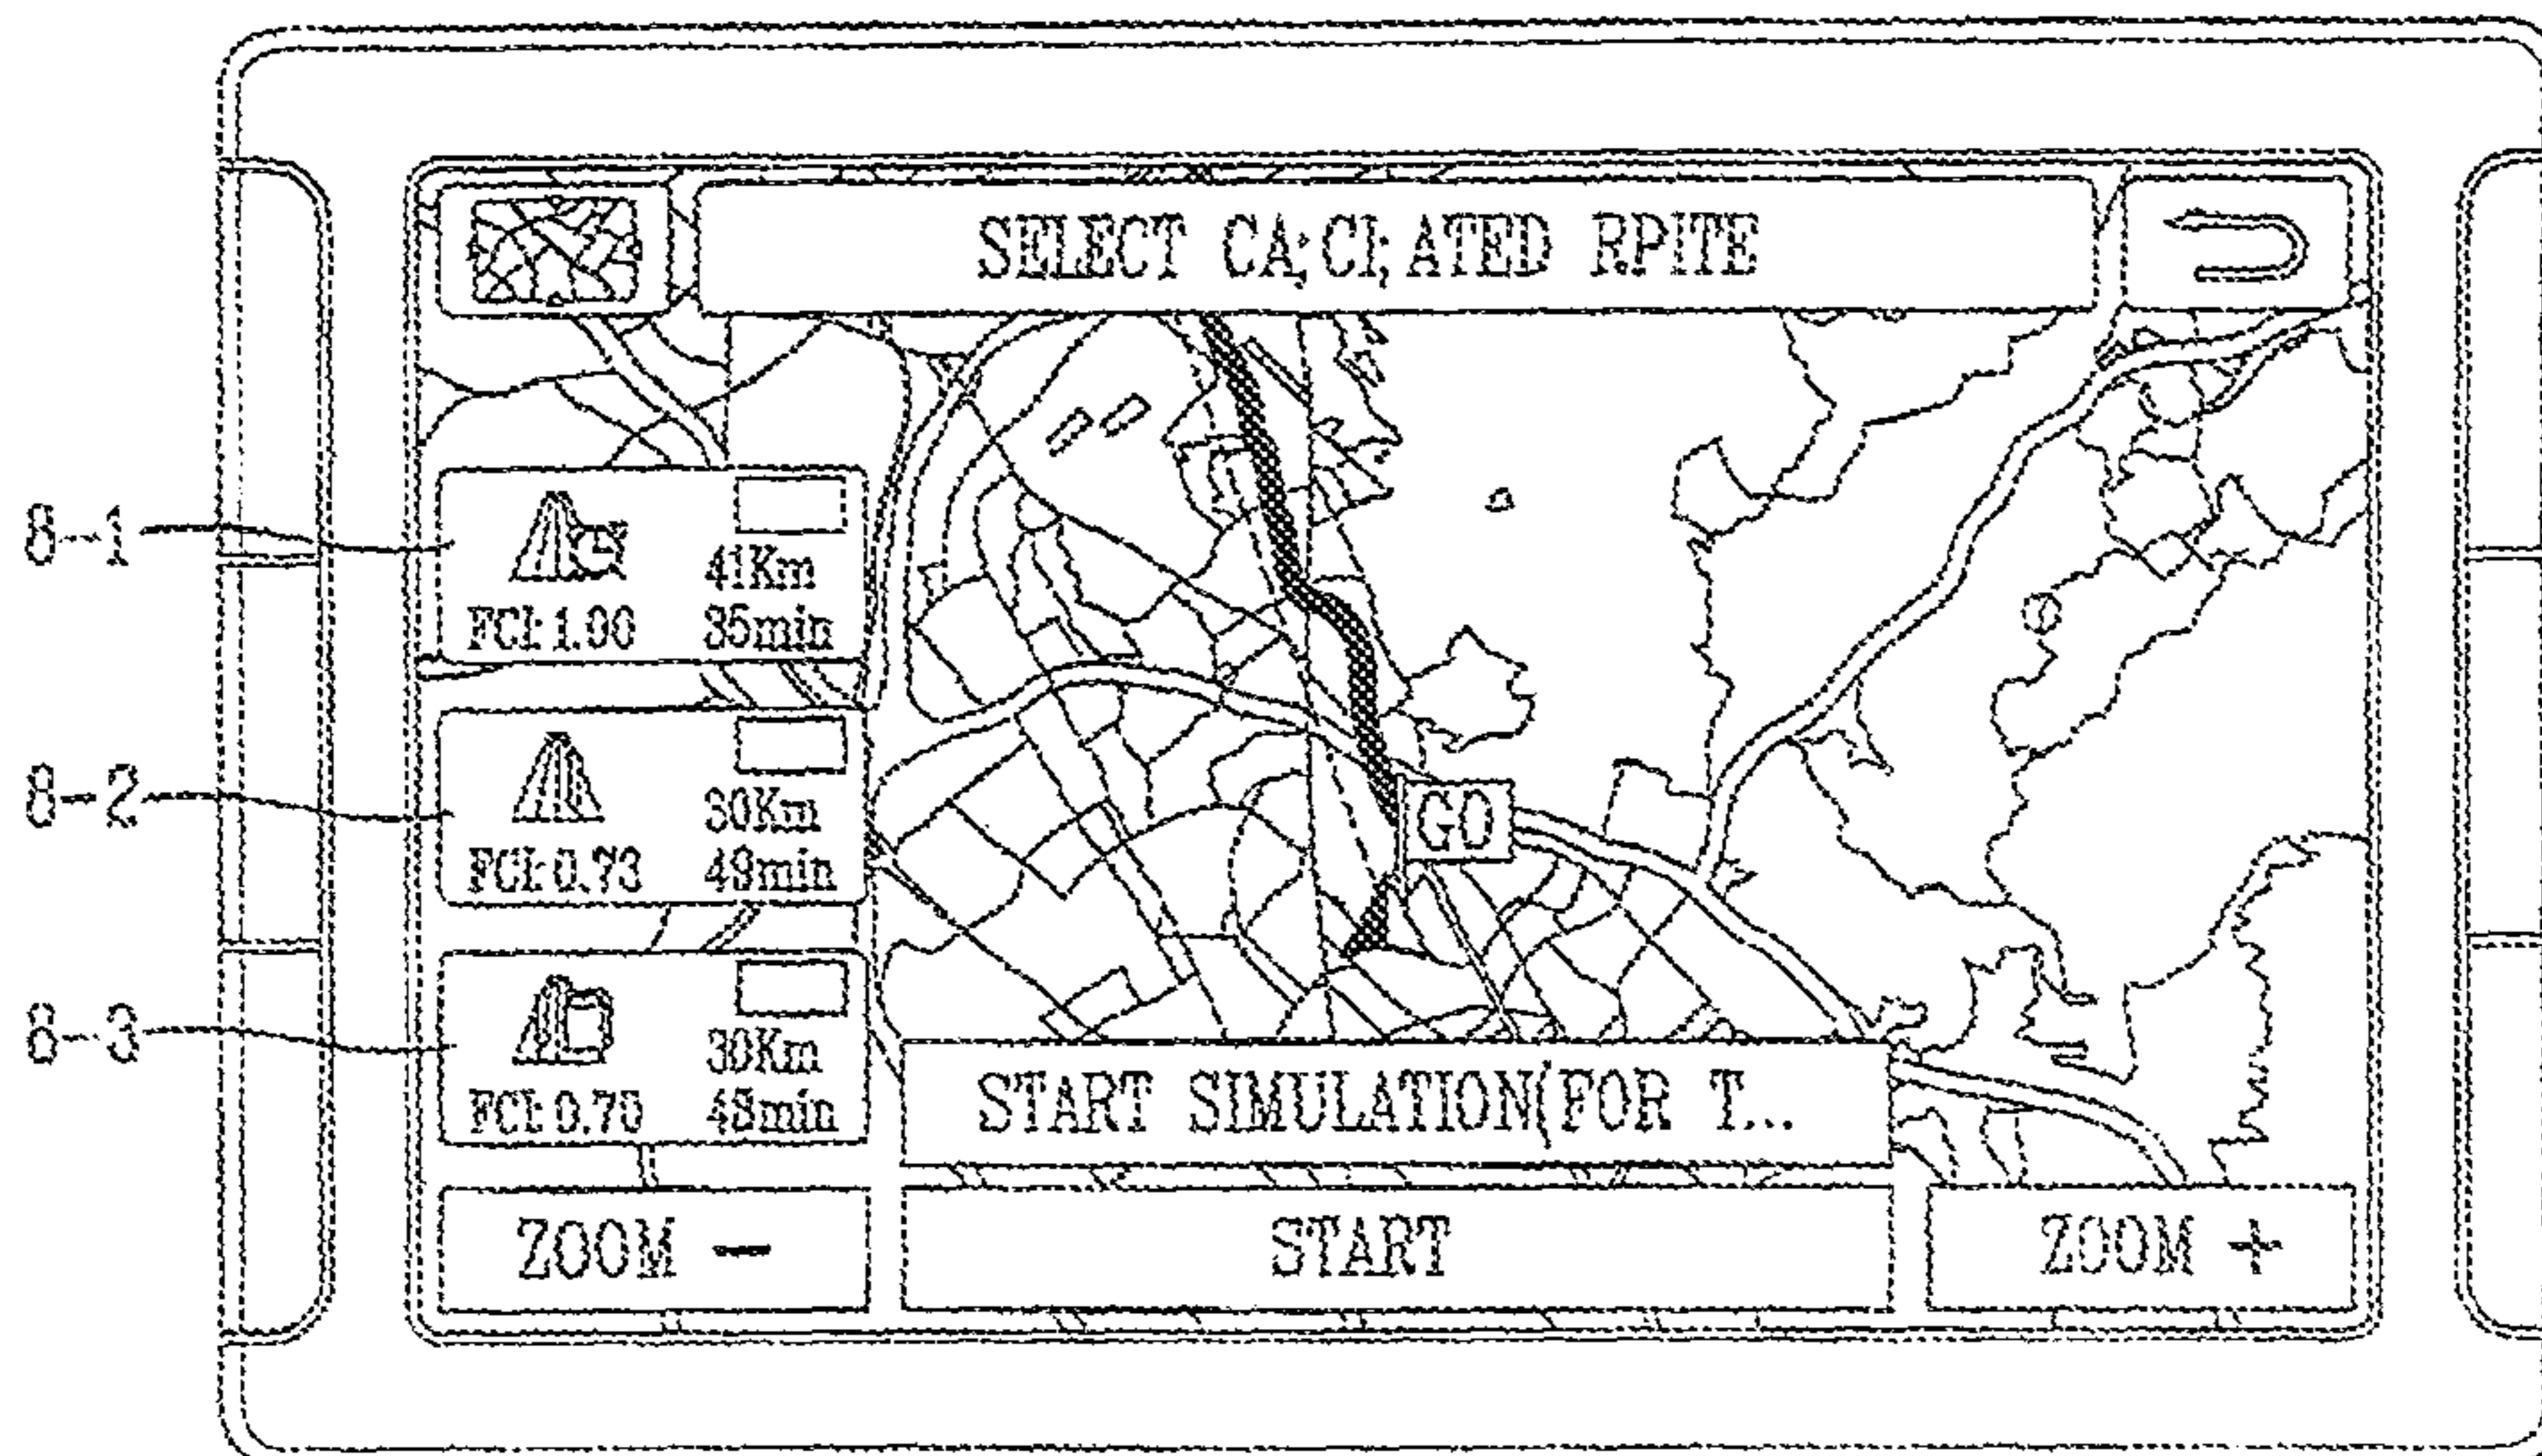 SELECT CA;CI;ATED RPITE
8-1
41Km
FCI:1.00 35min
8-2
30Km
FCI:0.73 49min
GO
8-3
30Km
FCI:0.70 48min
START SIMULATION(FOR T...
ZOOM -
START
ZOOM +